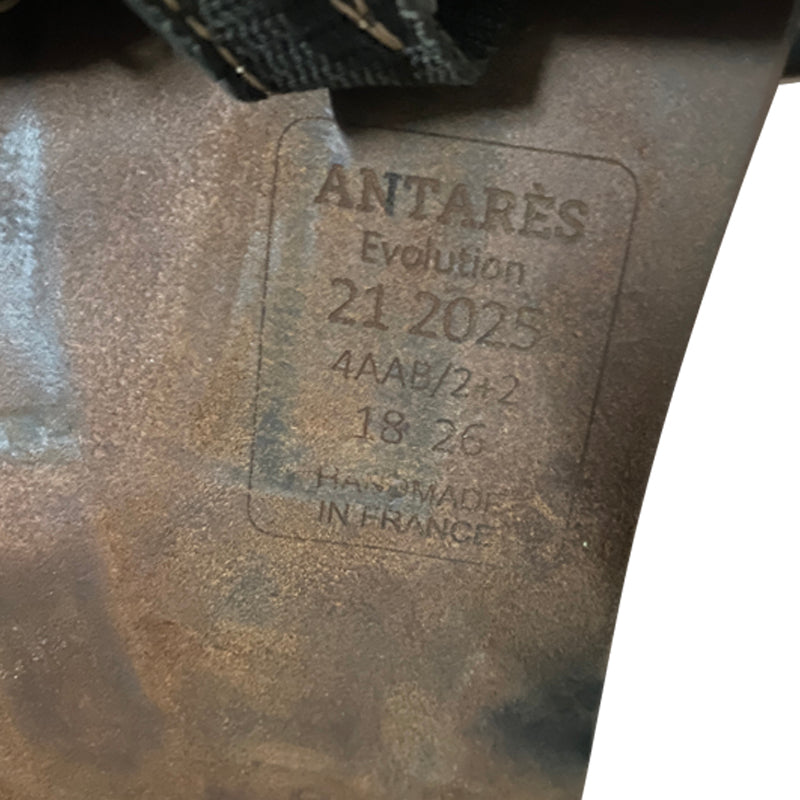 ANTARÈS
Evolution
21 2025
4AAB/2+2
18 26
HANDMADE
IN FRANCE